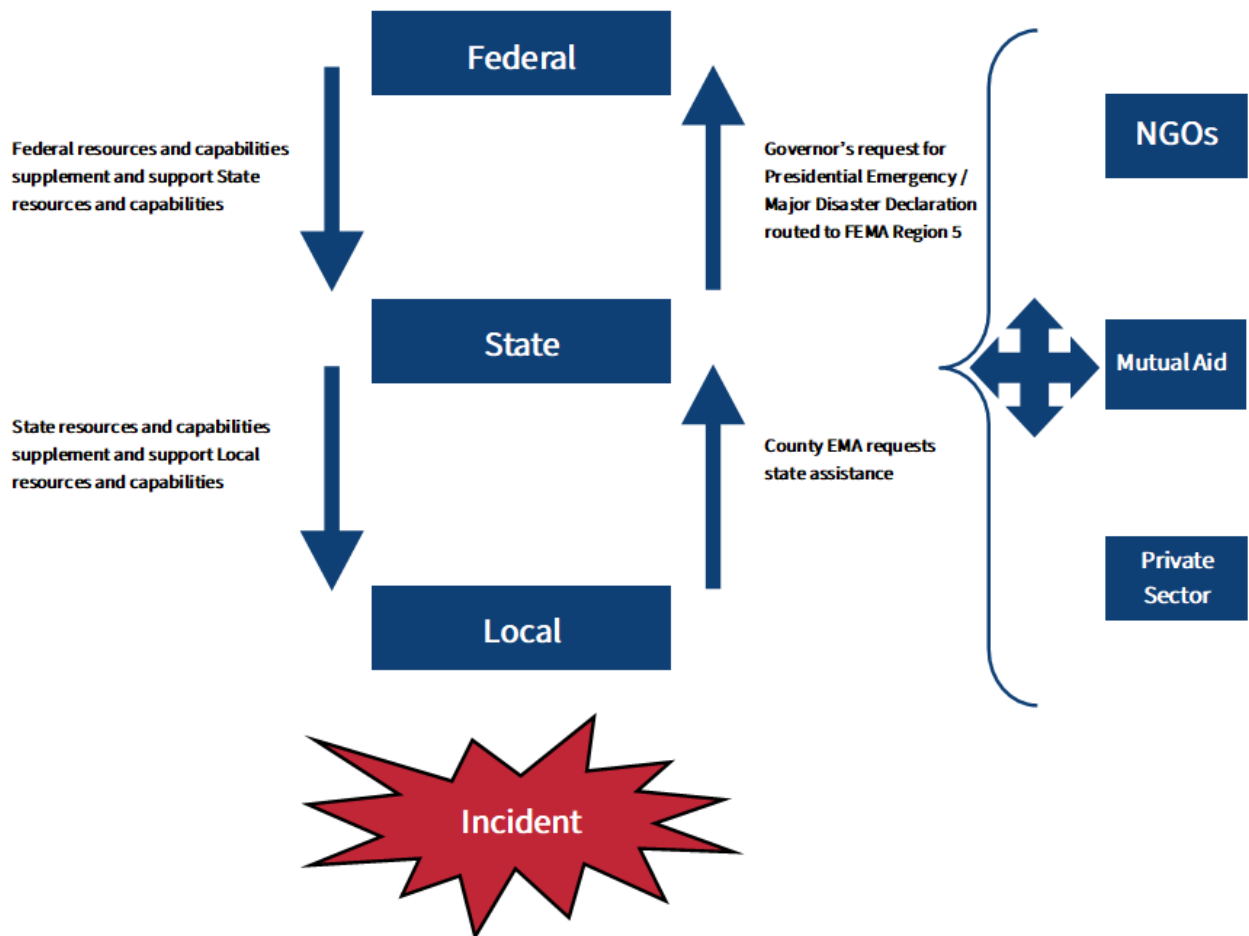 Federal
Federal resources and capabilities
supplement and support State
resources and capabilities
Governor’s request for
Presidential Emergency /
Major Disaster Declaration
routed to FEMA Region 5
NGOs
State
Mutual Aid
State resources and capabilities
supplement and support Local
resources and capabilities
County EMA requests
state assistance
Private
Sector
Local
Incident